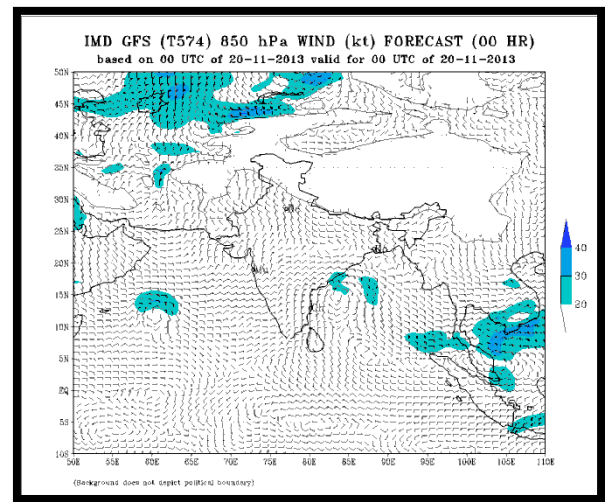 IMD GFS (T574) 850 hPa WIND (kt) FORECAST (00 HR)
based on 00 UTC of 20-11-2013 valid for 00 UTC of 20-11-2013
50N
45N
40N
35N
30N
25N
20N
15N
10N
5N
EQ
5S
10S
50E 55E 60E 65E 70E 75E 80E 85E 90E 95E 100E 105E 110E
40
30
20
(Background does not depict political boundary)